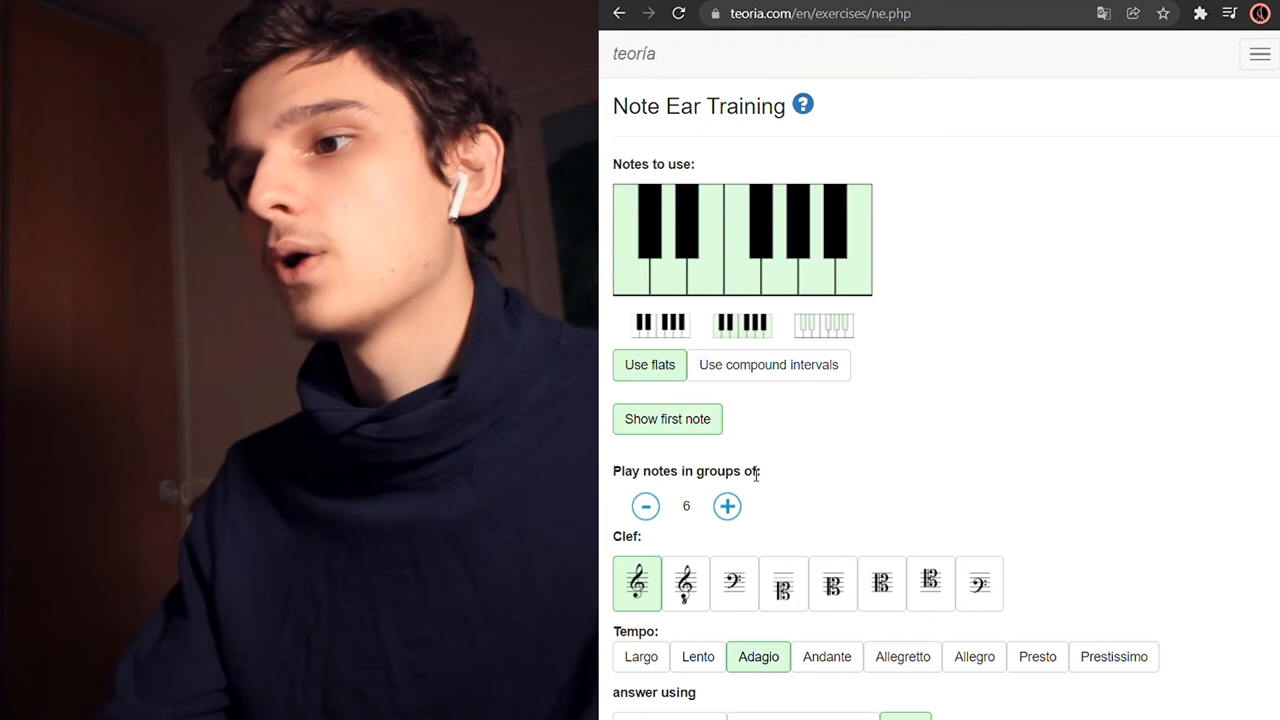 teoria.com/en/exercises/ne.php
teoría
Note Ear Training ?
Notes to use:
Use flats Use compound intervals
Show first note
Play notes in groups of:
- 6 +
Clef:
Tempo:
Largo Lento Adagio Andante Allegretto Allegro Presto Prestissimo
answer using